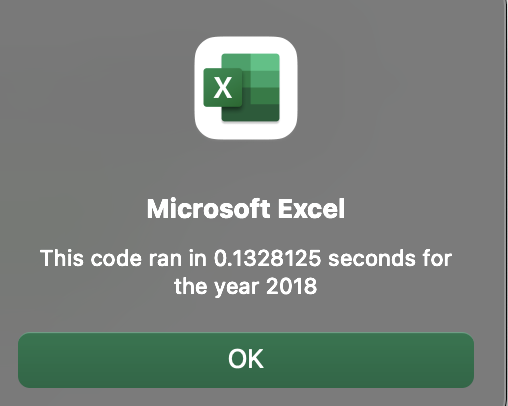 X
Microsoft Excel
This code ran in 0.1328125 seconds for
the year 2018
OK